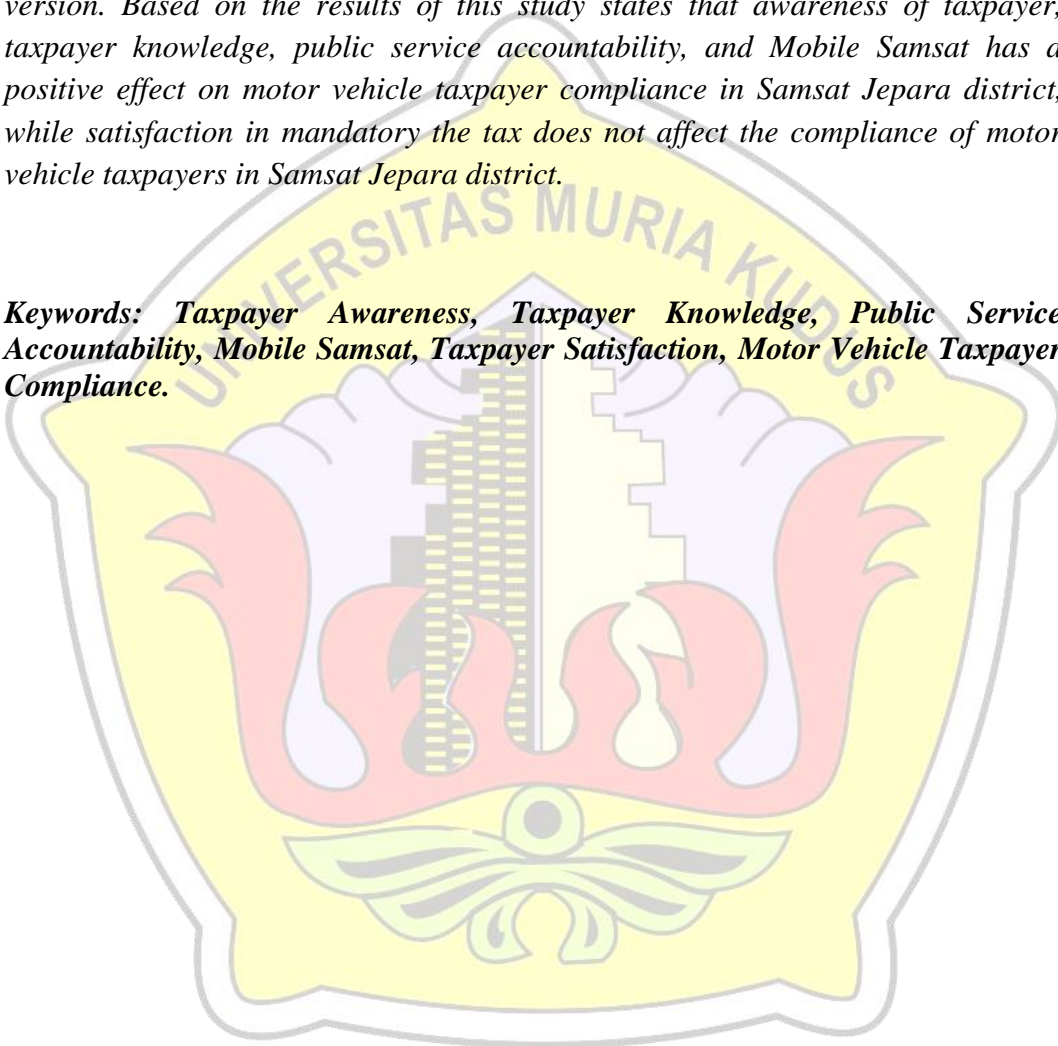 version. Based on the results of this study states that awareness of taxpayer,
taxpayer knowledge, public service accountability, and Mobile Samsat has a
positive effect on motor vehicle taxpayer compliance in Samsat Jepara district,
while satisfaction in mandatory the tax does not affect the compliance of motor
vehicle taxpayers in Samsat Jepara district.
UNIVERSITAS MURIA KUDUS
Keywords: Taxpayer Awareness, Taxpayer Knowledge, Public Service
Accountability, Mobile Samsat, Taxpayer Satisfaction, Motor Vehicle Taxpayer
Compliance.